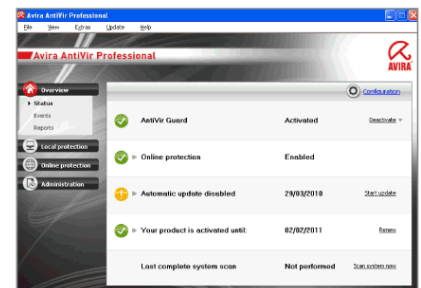 Avira AntiVir Professional
File View Extras Update Help
Avira AntiVir Professional
AVIRA
Overview
Configuration
Status
Events
Reports
AntiVir Guard Activated Deactivate
Local protection
Online protection
Administration
Online protection Enabled
Automatic update disabled 29/03/2010 Start update
Your product is activated until: 02/02/2011 Renew
Last complete system scan Not performed Scan system now